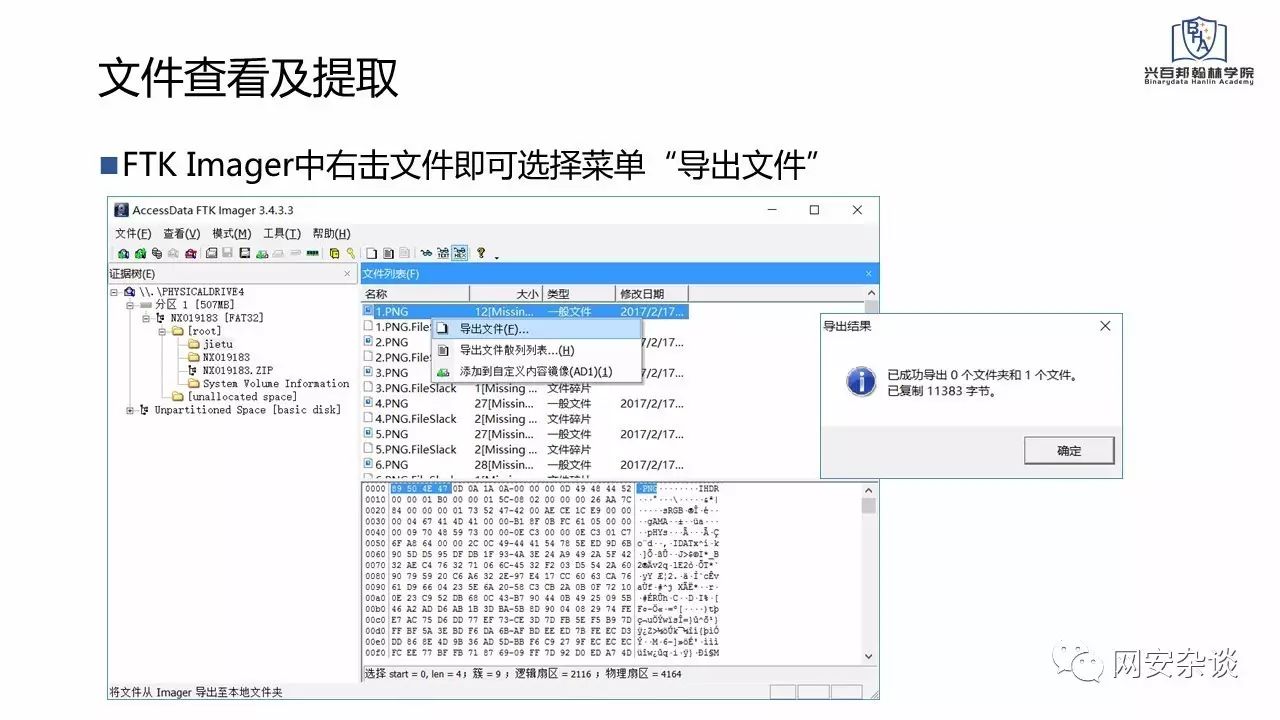 文件查看及提取
BHA
兴百邦翰林学院
Binarydata Hanlin Academy
■FTK Imager中右击文件即可选择菜单“导出文件”
AccessData FTK Imager 3.4.3.3
文件(F) 查看(V) 模式(M) 工具(T) 帮助(H)
证据树(E)
\\.\PHYSICALDRIVE4
分区 1 [507MB]
NX019183 [FAT32]
[root]
jietu
NX019183
NX019183.ZIP
System Volume Information
[unallocated space]
Unpartitioned Space [basic disk]
文件列表(F)
名称 大小 类型 修改日期
1.PNG 12[Missin... 一般文件 2017/2/17...
1.PNG.FileS
2.PNG /2/17...
2.PNG.FileS
3.PNG /2/17...
3.PNG.FileSlack 1[Missing ... 文件碎片
4.PNG 27[Missin... 一般文件 2017/2/17...
4.PNG.FileSlack 2[Missing ... 文件碎片
5.PNG 27[Missin... 一般文件 2017/2/17...
5.PNG.FileSlack 2[Missing ... 文件碎片
6.PNG 28[Missin... 一般文件 2017/2/17...
导出文件(F)...
导出文件散列列表...(H)
添加到自定义内容镜像(AD1)(1)
0000 89 50 4E 47 0D 0A 1A 0A-00 00 00 0D 49 48 44 52 ·PNG········IHDR
0010 00 00 01 B0 00 00 01 5C-08 02 00 00 00 26 AA 7C
0020 84 00 00 00 01 73 52 47-42 00 AE CE 1C E9 00 00
0030 00 04 67 41 4D 41 00 00-B1 8F 0B FC 61 05 00 00
0040 00 09 70 48 59 73 00 00-0E C3 00 00 0E C3 01 C7
0050 6F A8 64 00 00 2C 0C 49-44 41 54 78 5E ED 9D 6B
0060 90 5D D5 95 DF DB 1F 93-4A 3E 24 A9 49 2A 5F 42
0070 32 AE C4 76 32 71 06 6C-45 32 F2 03 D5 54 2A 60
0080 90 79 59 20 C6 A6 32 2E-97 E4 17 CC 60 63 CA 76
0090 61 D9 66 04 23 5E 6A 20-58 C3 CB 2A 0B 0F 72 10
00a0 0E 23 C9 52 DB 68 0C 43-B7 90 44 0B 49 25 09 5B
00b0 46 A2 AD D6 AB 1B 3D BA-5B 8D 90 04 08 29 74 FE
00c0 E7 AC 75 D6 DD 77 EF 73-CE 3D 7D FB 5E F5 B9 7D
00d0 FF BF 5A 3E BD F6 DA 6B-AF BD EE ED 7B FE EC D3
00e0 DD 86 8E 4D 9B 36 AD 5D-BB F6 C9 27 9F EC EC EC
00f0 FC EE 77 BF FB 71 87 69-09 FF 7D 92 D0 ED A7 4D
选择 start = 0, len = 4; 簇 = 9 ; 逻辑扇区 = 2116 ; 物理扇区 = 4164
将文件从 Imager 导出至本地文件夹
导出结果
已成功导出 0 个文件夹和 1 个文件。
已复制 11383 字节。
确定
网安杂谈